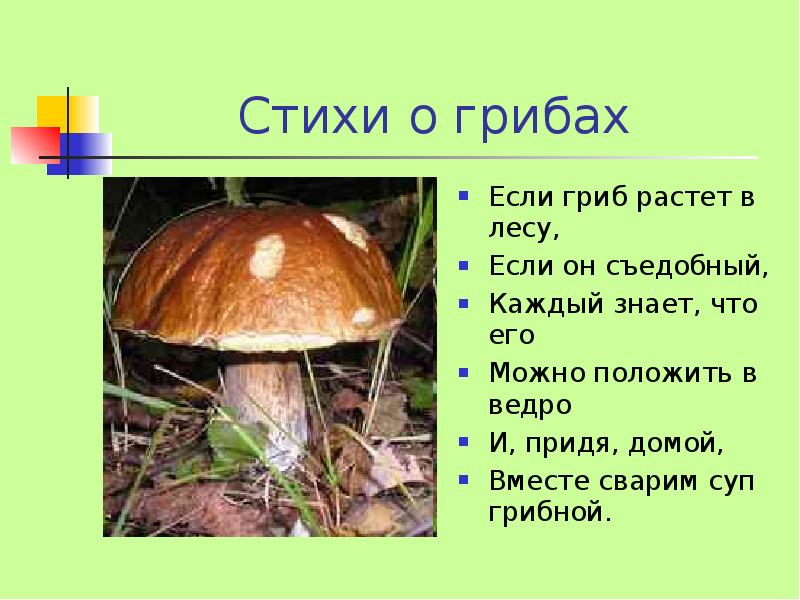 Стихи о грибах
Если гриб растет в
лесу,
Если он съедобный,
Каждый знает, что
его
Можно положить в
ведро
И, придя, домой,
Вместе сварим суп
грибной.